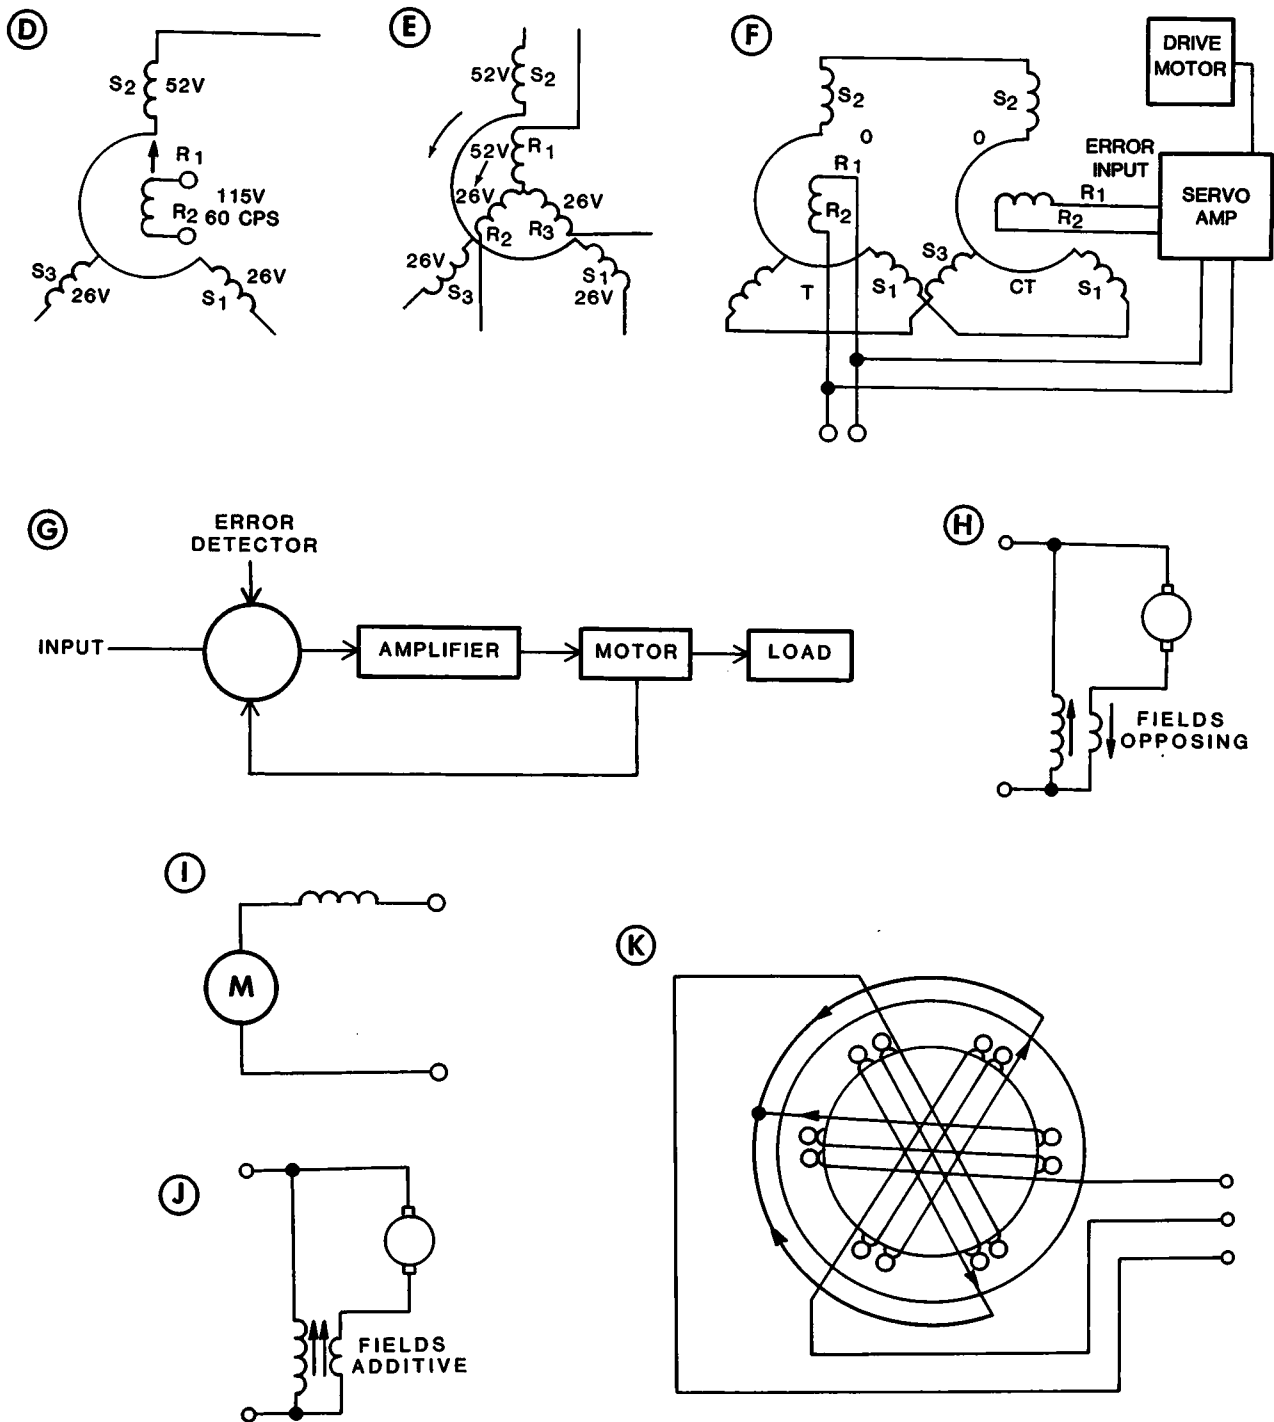 D
S2 52V
R1
R2 115V
60 CPS
S3
26V
S1
26V
E
52V S2
52V R1
26V
26V
R2 R3
26V
S3
S1
26V
F
DRIVE
MOTOR
S2
S2
O
O
ERROR
INPUT
R1
R2
R1
R2
SERVO
AMP
T
S1
S3
CT
S1
G
ERROR
DETECTOR
INPUT
AMPLIFIER
MOTOR
LOAD
H
FIELDS
OPPOSING
I
M
J
FIELDS
ADDITIVE
K